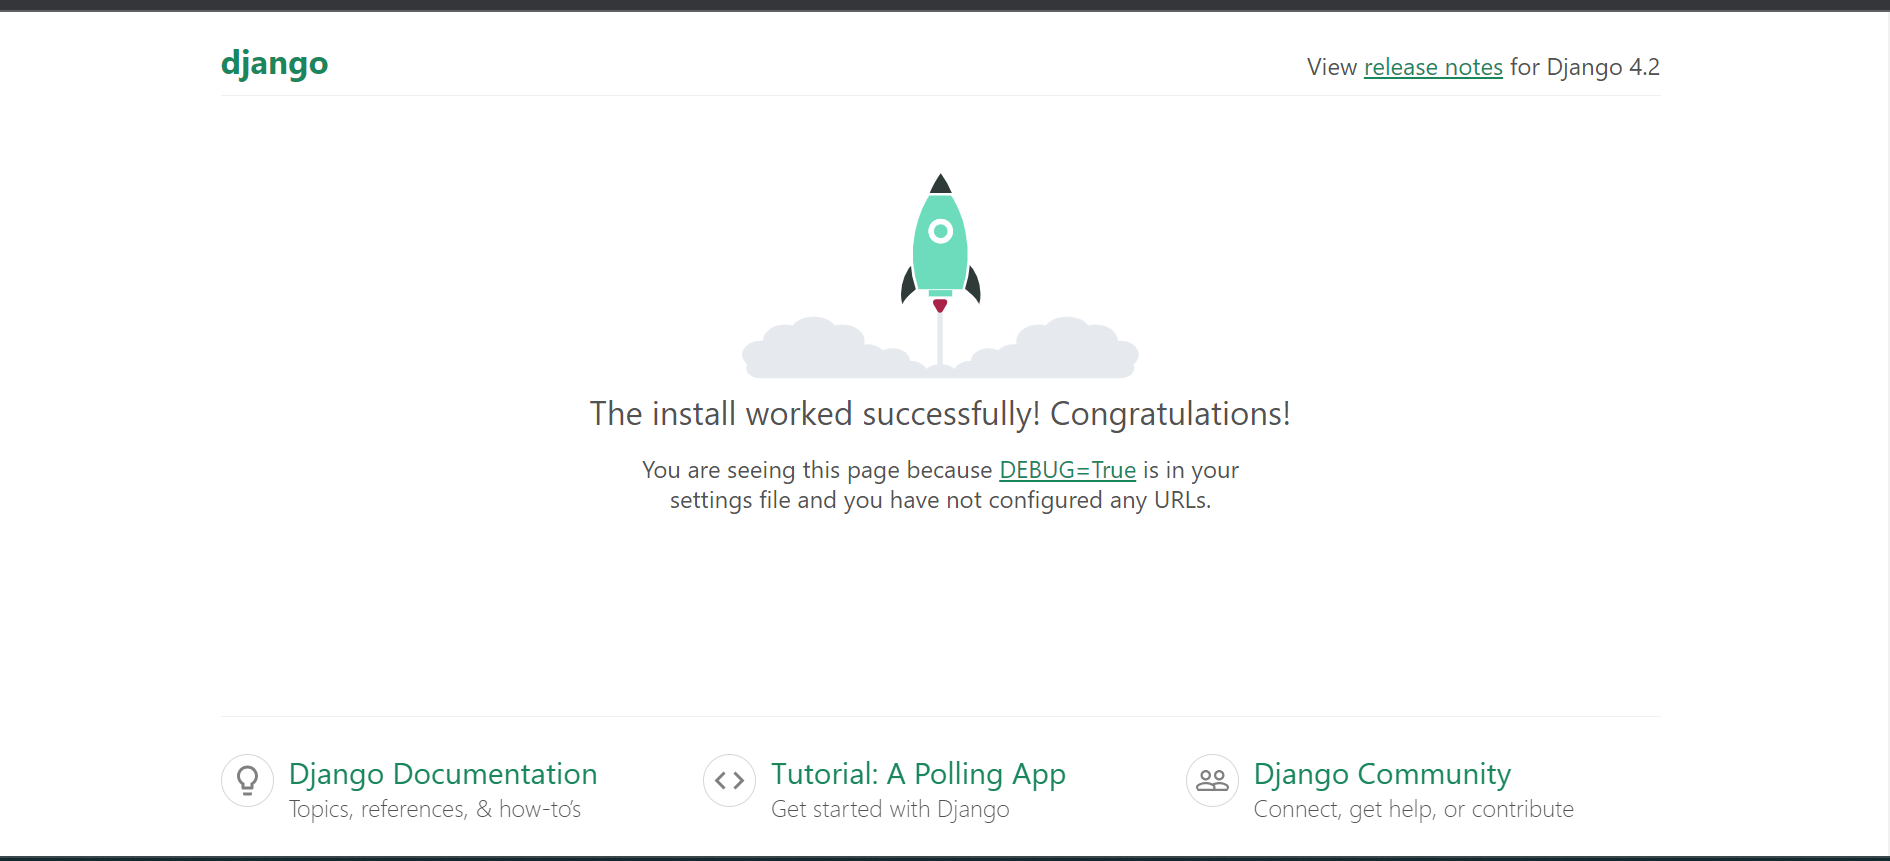 django
View release notes for Django 4.2
The install worked successfully! Congratulations!
You are seeing this page because DEBUG=True is in your
settings file and you have not configured any URLs.
Django Documentation
Topics, references, & how-to’s
Tutorial: A Polling App
Get started with Django
Django Community
Connect, get help, or contribute